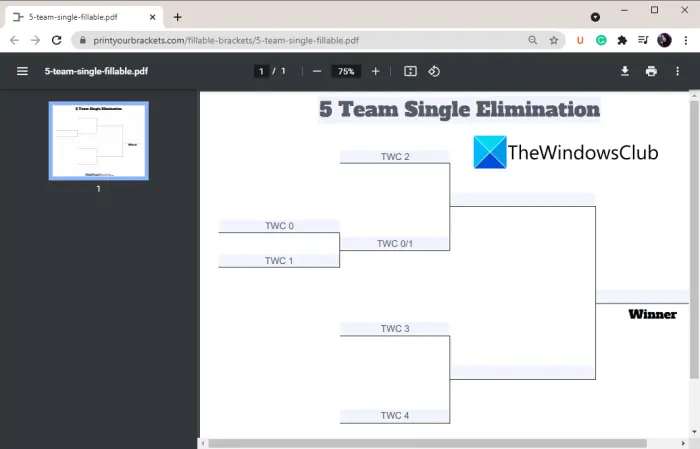 5-team-single-fillable.pdf
printyourbrackets.com/fillable-brackets/5-team-single-fillable.pdf
5-team-single-fillable.pdf
1 / 1
75%
5 Team Single Elimination
TheWindowsClub
TWC 2
TWC 0
TWC 0/1
TWC 1
Winner
TWC 3
TWC 4
5 Team Single Elimination
Winner
1